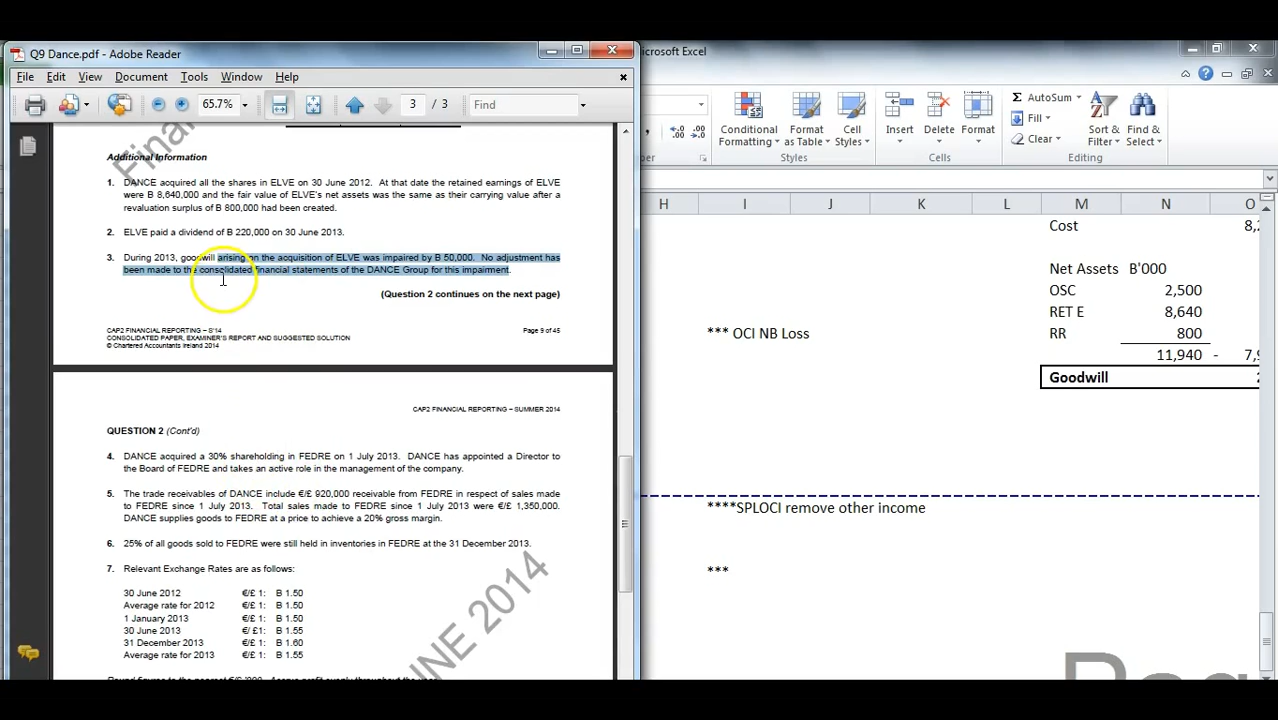 Q9 Dance.pdf - Adobe Reader
File Edit View Document Tools Window Help
65.7% 3 / 3 Find
Additional Information
1. DANCE acquired all the shares in ELVE on 30 June 2012. At that date the retained earnings of ELVE
were B 8,640,000 and the fair value of ELVE's net assets was the same as their carrying value after a
revaluation surplus of B 800,000 had been created.
2. ELVE paid a dividend of B 220,000 on 30 June 2013.
3. During 2013, goodwill arising on the acquisition of ELVE was impaired by B 50,000. No adjustment has
been made to the consolidated financial statements of the DANCE Group for this impairment.
(Question 2 continues on the next page)
CAP2 FINANCIAL REPORTING – S'14
Page 9 of 45
CONSOLIDATED PAPER, EXAMINER'S REPORT AND SUGGESTED SOLUTION
© Chartered Accountants Ireland 2014
CAP2 FINANCIAL REPORTING – SUMMER 2014
QUESTION 2 (Cont'd)
4. DANCE acquired a 30% shareholding in FEDRE on 1 July 2013. DANCE has appointed a Director to
the Board of FEDRE and takes an active role in the management of the company.
5. The trade receivables of DANCE include €/£ 920,000 receivable from FEDRE in respect of sales made
to FEDRE since 1 July 2013. Total sales made to FEDRE since 1 July 2013 were €/£ 1,350,000.
DANCE supplies goods to FEDRE at a price to achieve a 20% gross margin.
6. 25% of all goods sold to FEDRE were still held in inventories in FEDRE at the 31 December 2013.
7. Relevant Exchange Rates are as follows:
30 June 2012 €/£ 1: B 1.50
Average rate for 2012 €/£ 1: B 1.50
1 January 2013 €/£ 1: B 1.50
30 June 2013 €/£ 1: B 1.55
31 December 2013 €/£ 1: B 1.60
Average rate for 2013 €/£ 1: B 1.55
Finan
UNE 2014
icrosoft Excel
Conditional Formatting
Format as Table
Cell Styles
Insert
Delete
Format
AutoSum
Fill
Clear
Sort & Filter
Find & Select
Styles
Cells
Editing
H I J K L M N O
Cost 8,2
Net Assets B'000
OSC 2,500
RET E 8,640
*** OCI NB Loss
RR 800
11,940 - 7,9
Goodwill 2
****SPLOCI remove other income
***